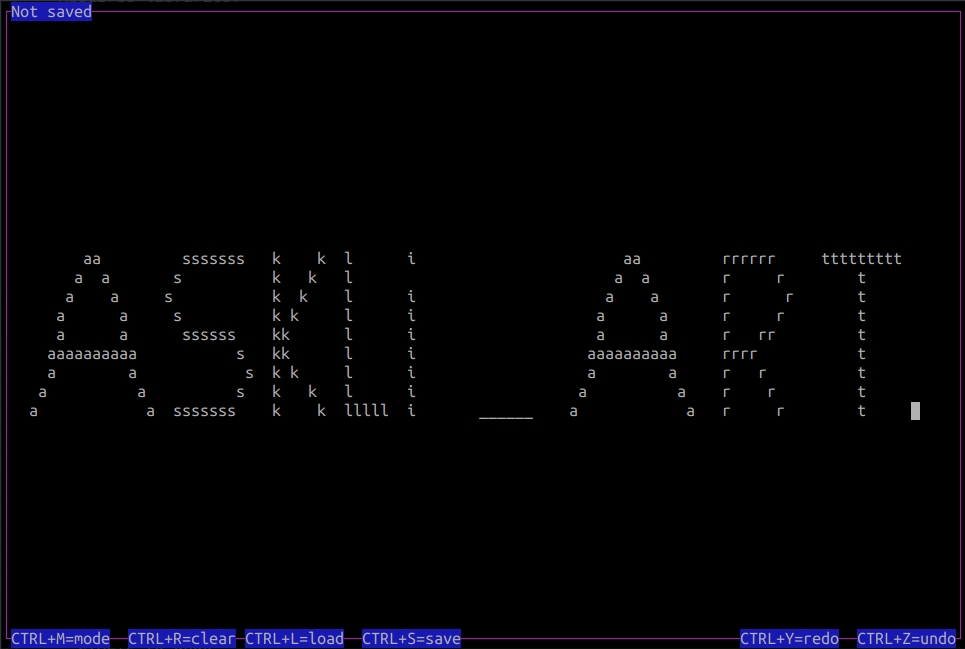 Not saved
      aa         sssssss   k    k  l      i                       aa         rrrrrr     ttttttttt
     a  a       s          k   k   l                             a  a        r     r        t
    a    a     s           k  k    l      i                     a    a       r      r       t
   a      a     s          k k     l      i                    a      a      r     r        t
   a      a      ssssss    kk      l      i                    a      a      r   rr         t
  aaaaaaaaaa           s   kk      l      i                   aaaaaaaaaa     rrrr           t
  a        a            s  k k     l      i                   a        a     r   r          t
 a          a          s   k   k   l      i                  a          a    r    r         t
a            a  sssssss    k    k  lllll  i       ______    a            a   r     r        t
CTRL+M=mode CTRL+R=clear CTRL+L=load CTRL+S=save CTRL+Y=redo CTRL+Z=undo